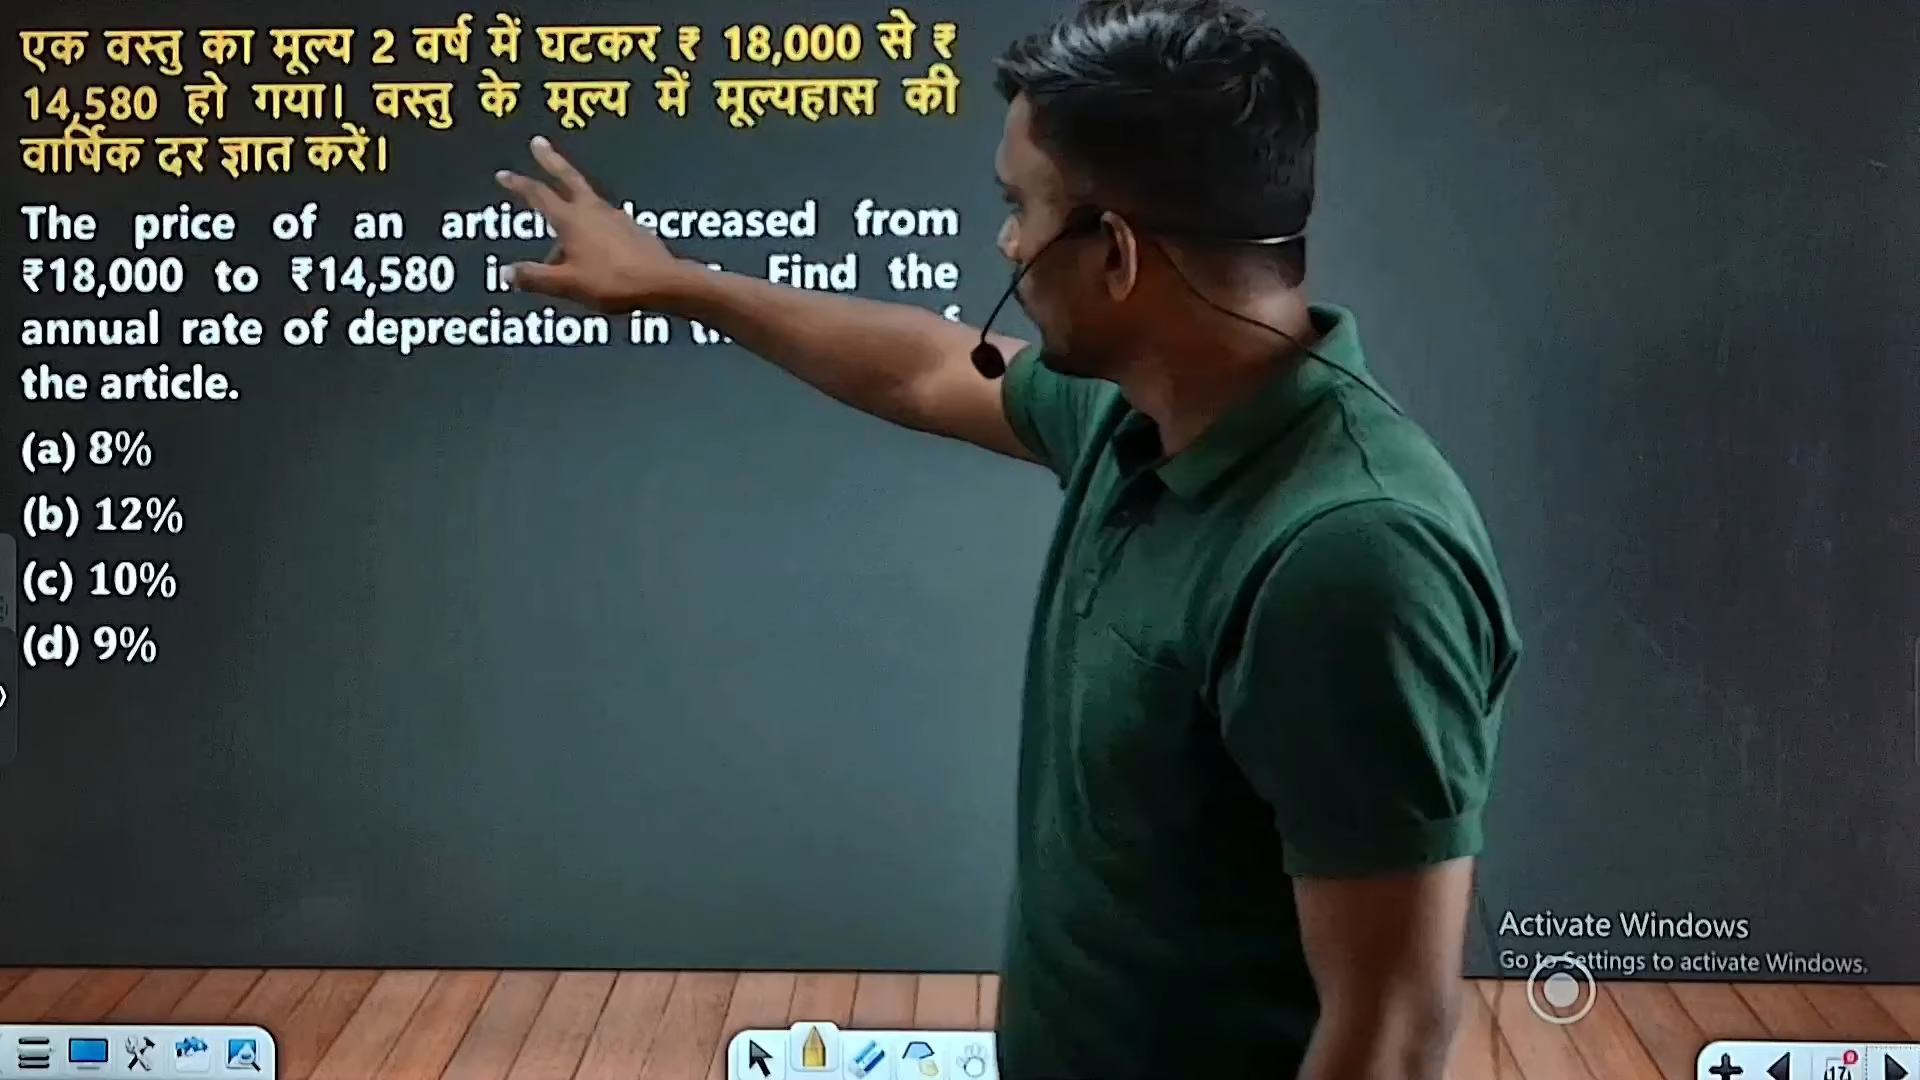 एक वस्तु का मूल्य 2 वर्ष में घटकर ₹ 18,000 से ₹
14,580 हो गया। वस्तु के मूल्य में मूल्यहास की
वार्षिक दर ज्ञात करें।
The price of an decreased from
₹18,000 to ₹14,580 Find the
annual rate of depreciation in
the article.
(a) 8%
(b) 12%
(c) 10%
(d) 9%
Activate Windows
Go to Settings to activate Windows.
17